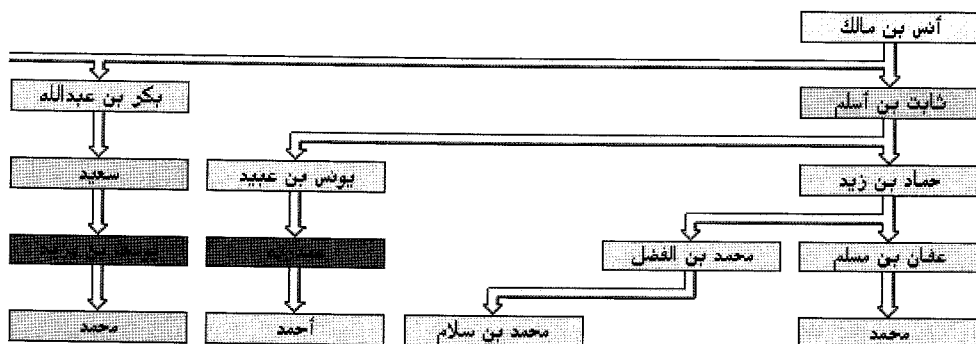 أنس بن مالك
ثابت بن أسلم
بكر بن عبدالله
حماد بن زيد
يونس بن عبيد
سعيد
عفان بن مسلم
محمد بن الفضل
محمد
محمد بن سلام
أحمد
محمد